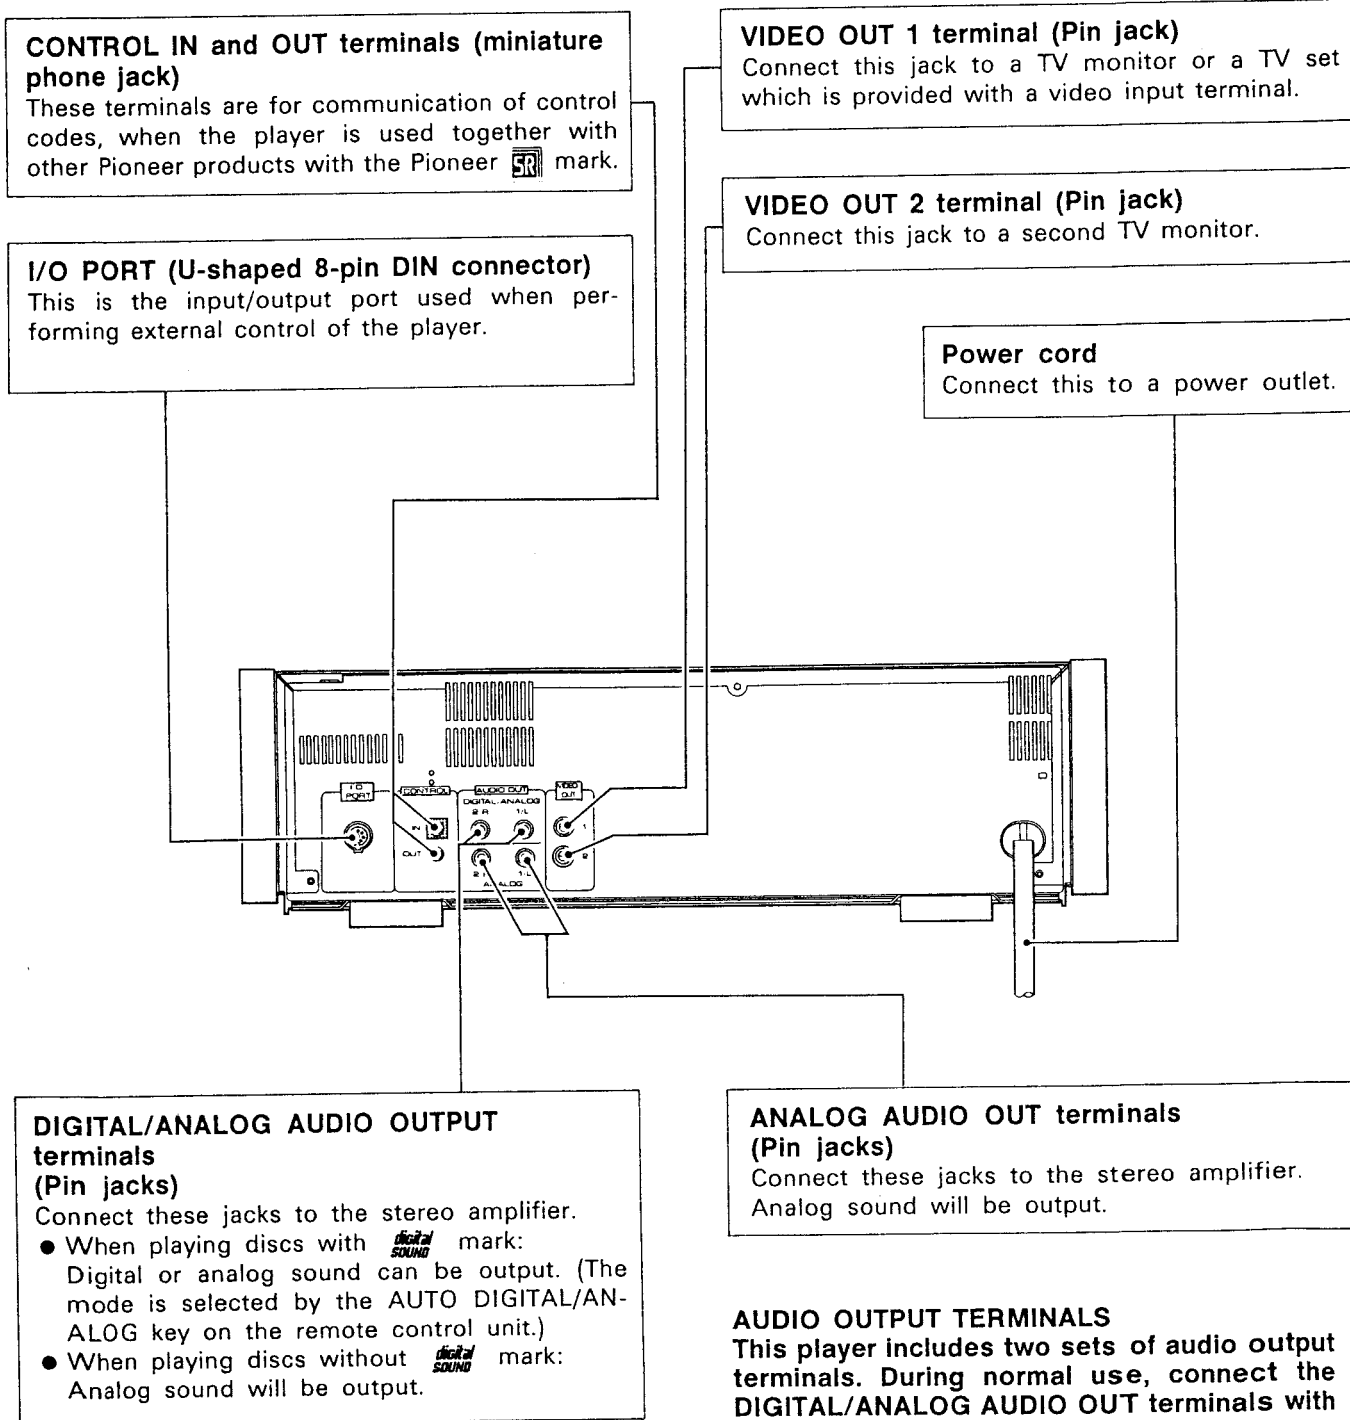 CONTROL IN and OUT terminals (miniature
phone jack)
These terminals are for communication of control
codes, when the player is used together with
other Pioneer products with the Pioneer SR mark.
I/O PORT (U-shaped 8-pin DIN connector)
This is the input/output port used when per-
forming external control of the player.
VIDEO OUT 1 terminal (Pin jack)
Connect this jack to a TV monitor or a TV set
which is provided with a video input terminal.
VIDEO OUT 2 terminal (Pin jack)
Connect this jack to a second TV monitor.
Power cord
Connect this to a power outlet.
PORT
CONTROL
IN
OUT
AUDIO OUT
DIGITAL-ANALOG
2 R 1/L
1/L
VIDEO
OUT
1
2
DIGITAL/ANALOG AUDIO OUTPUT
terminals
(Pin jacks)
Connect these jacks to the stereo amplifier.
● When playing discs with digital SOUND mark:
Digital or analog sound can be output. (The
mode is selected by the AUTO DIGITAL/AN-
ALOG key on the remote control unit.)
● When playing discs without digital SOUND mark:
Analog sound will be output.
ANALOG AUDIO OUT terminals
(Pin jacks)
Connect these jacks to the stereo amplifier.
Analog sound will be output.
AUDIO OUTPUT TERMINALS
This player includes two sets of audio output
terminals. During normal use, connect the
DIGITAL/ANALOG AUDIO OUT terminals with